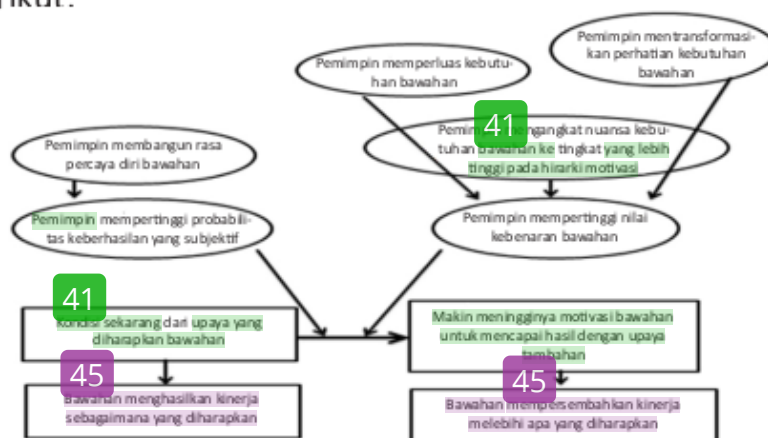 Pemimpin mentransformasi-
kan perhatian kebutuhan
bawahan
Pemimpin memperluas kebutu-
han bawahan
41
mengangkat nuansa kebu-
tuhan bawahan ke tingkat yang lebih
tinggi pada hirarki motivasi
Pemimpin membangun rasa
percaya diri bawahan
Pemimpin mempertinggi probabili-
tas keberhasilan yang subjektif
Pemimpin mempertinggi nilai
kebenaran bawahan
41
Kondisi sekarang dari upaya yang
diharapkan bawahan
Makin meningginya motivasi bawahan
untuk mencapai hasil dengan upaya
tambahan
45
Bawahan menghasilkan kinerja
sebagaimana yang diharapkan
45
Bawahan mempersembahkan kinerja
melebihi apa yang diharapkan